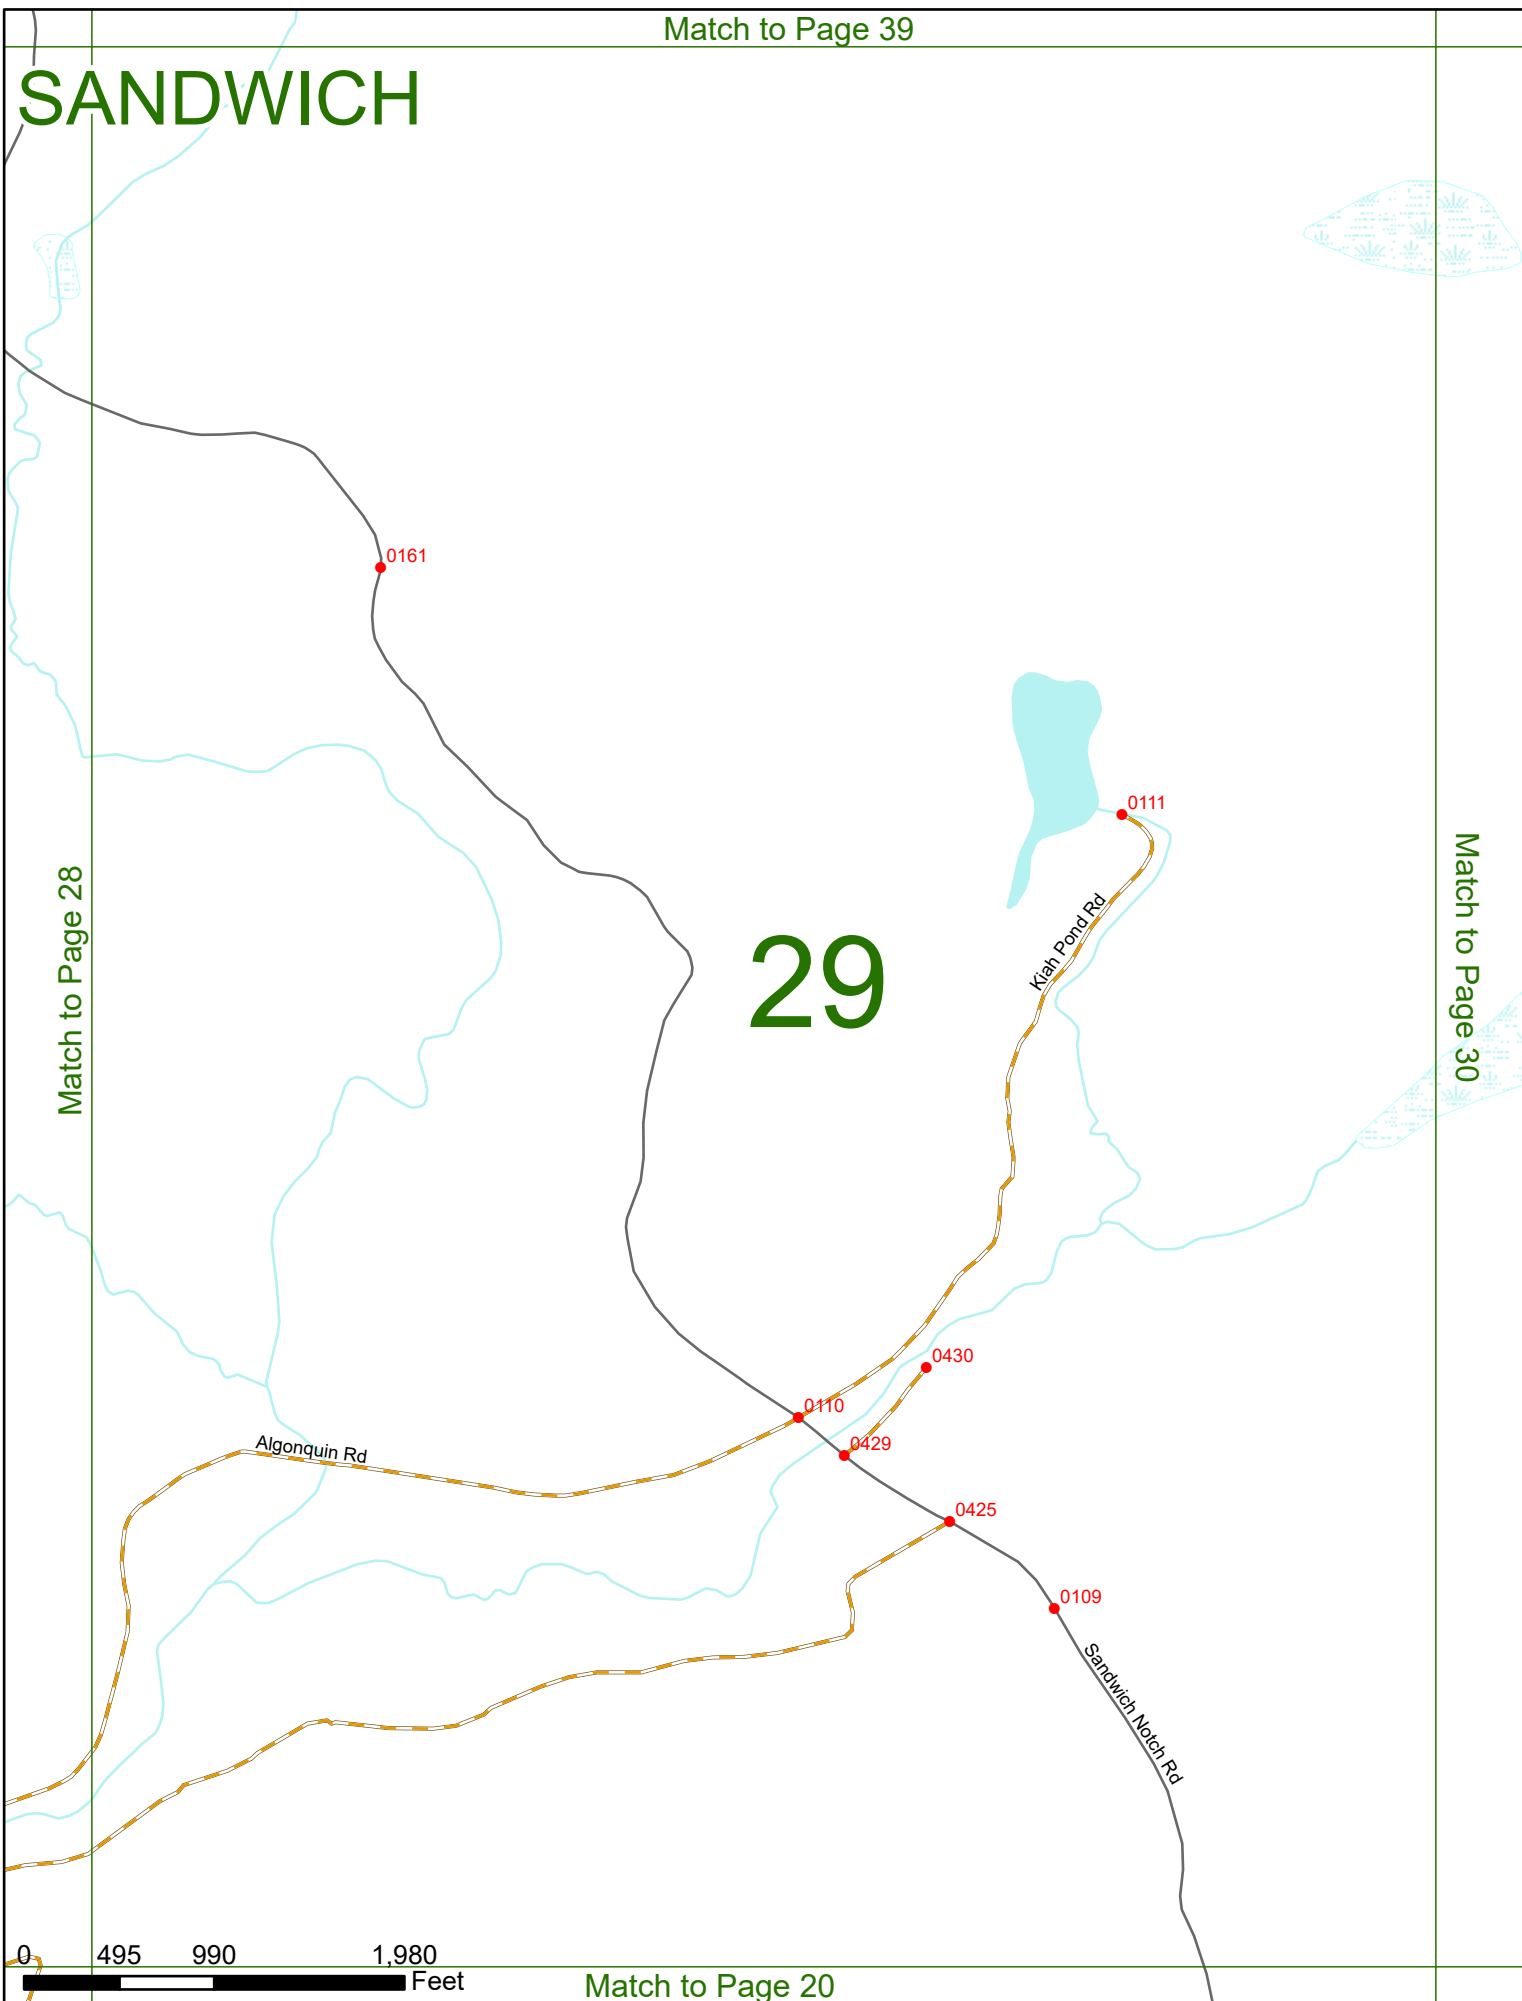 Match to Page 39
SANDWICH
0161
0111
Kiah Pond Rd
Match to Page 28
29
Match to Page 30
0430
0110
0429
Algonquin Rd
0425
0109
Sandwich Notch Rd
0 495 990 1,980
Feet
Match to Page 20